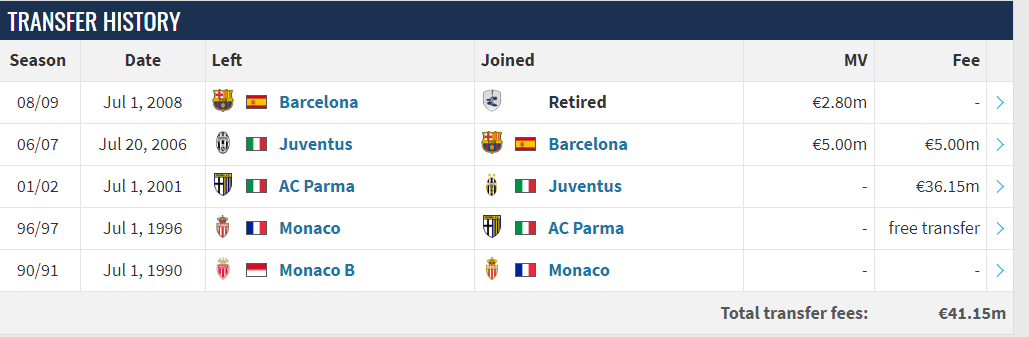 TRANSFER HISTORY
Season Date Left Joined MV Fee
08/09 Jul 1, 2008 Barcelona Retired €2.80m -
06/07 Jul 20, 2006 Juventus Barcelona €5.00m €5.00m
01/02 Jul 1, 2001 AC Parma Juventus - €36.15m
96/97 Jul 1, 1996 Monaco AC Parma - free transfer
90/91 Jul 1, 1990 Monaco B Monaco - -
Total transfer fees: €41.15m